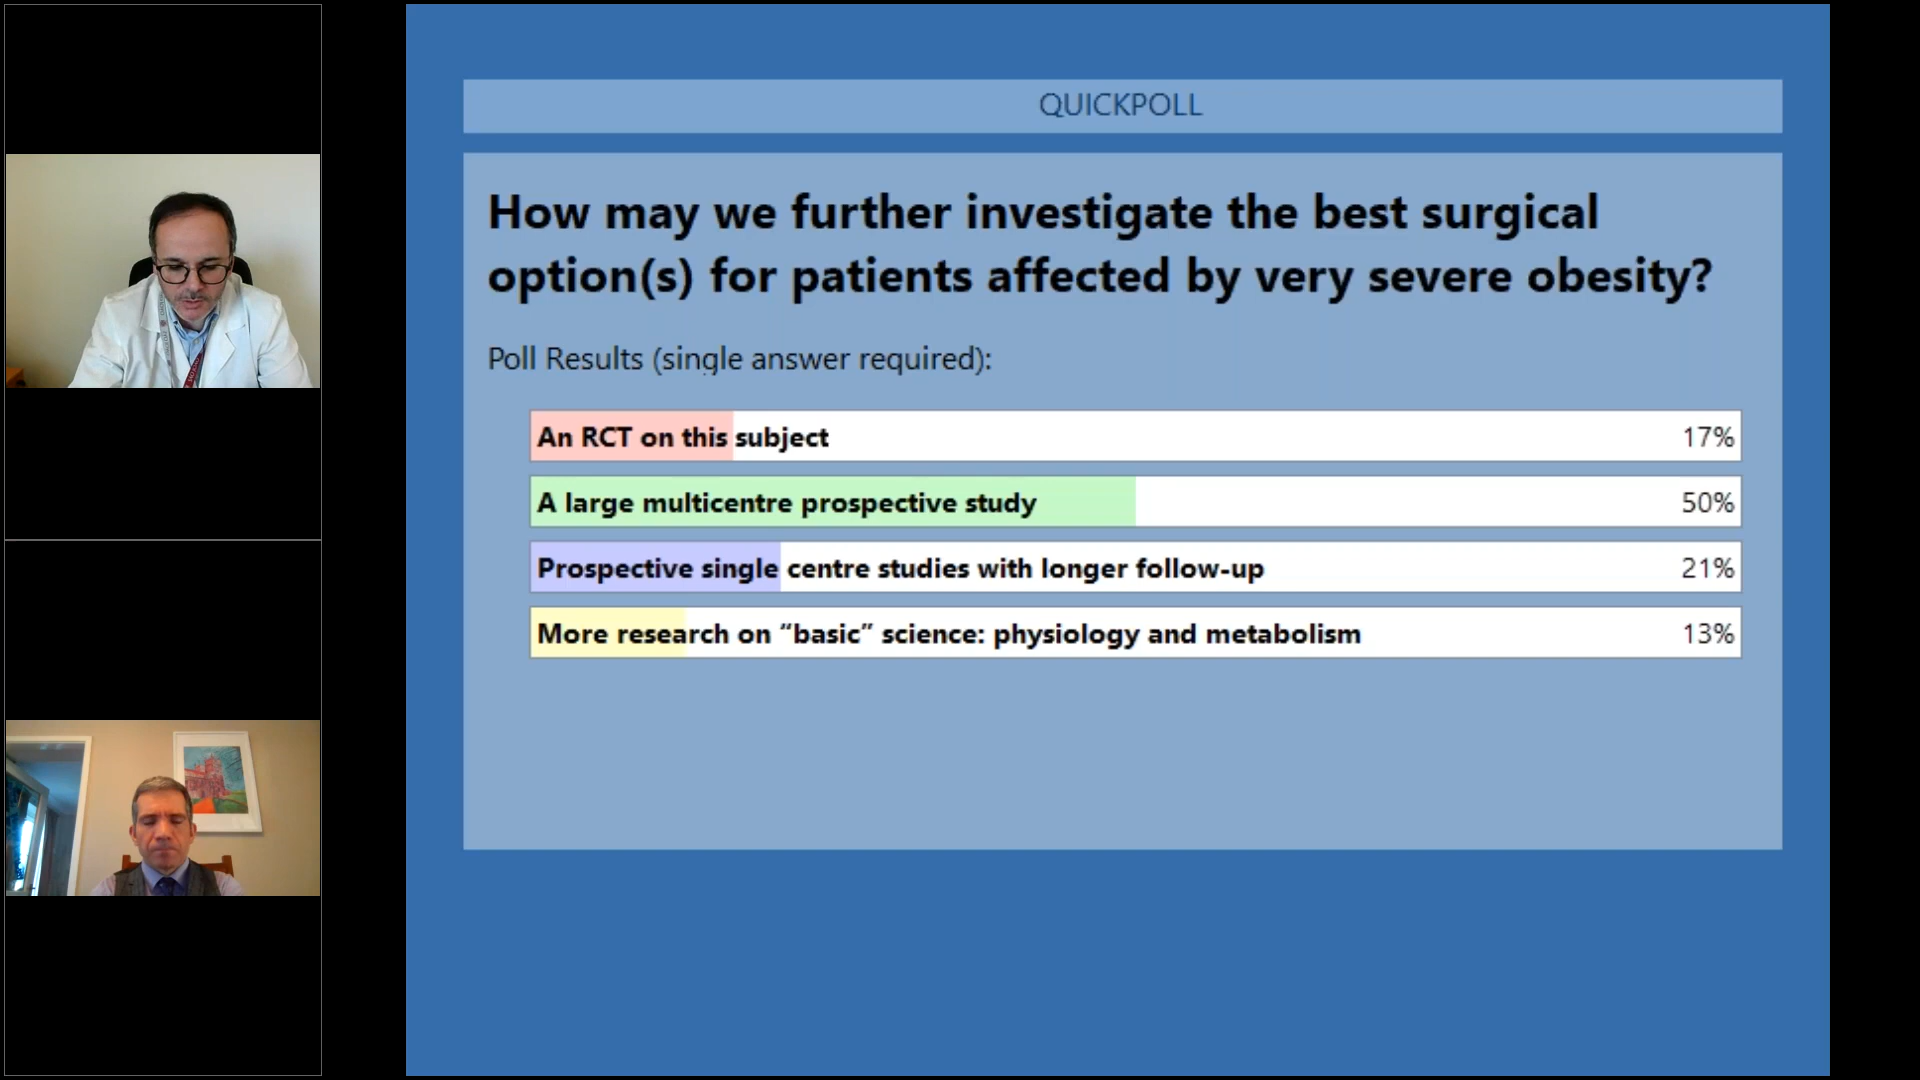 QUICKPOLL
How may we further investigate the best surgical
option(s) for patients affected by very severe obesity?
Poll Results (single answer required):
An RCT on this subject 17%
A large multicentre prospective study 50%
Prospective single centre studies with longer follow-up 21%
More research on “basic” science: physiology and metabolism 13%